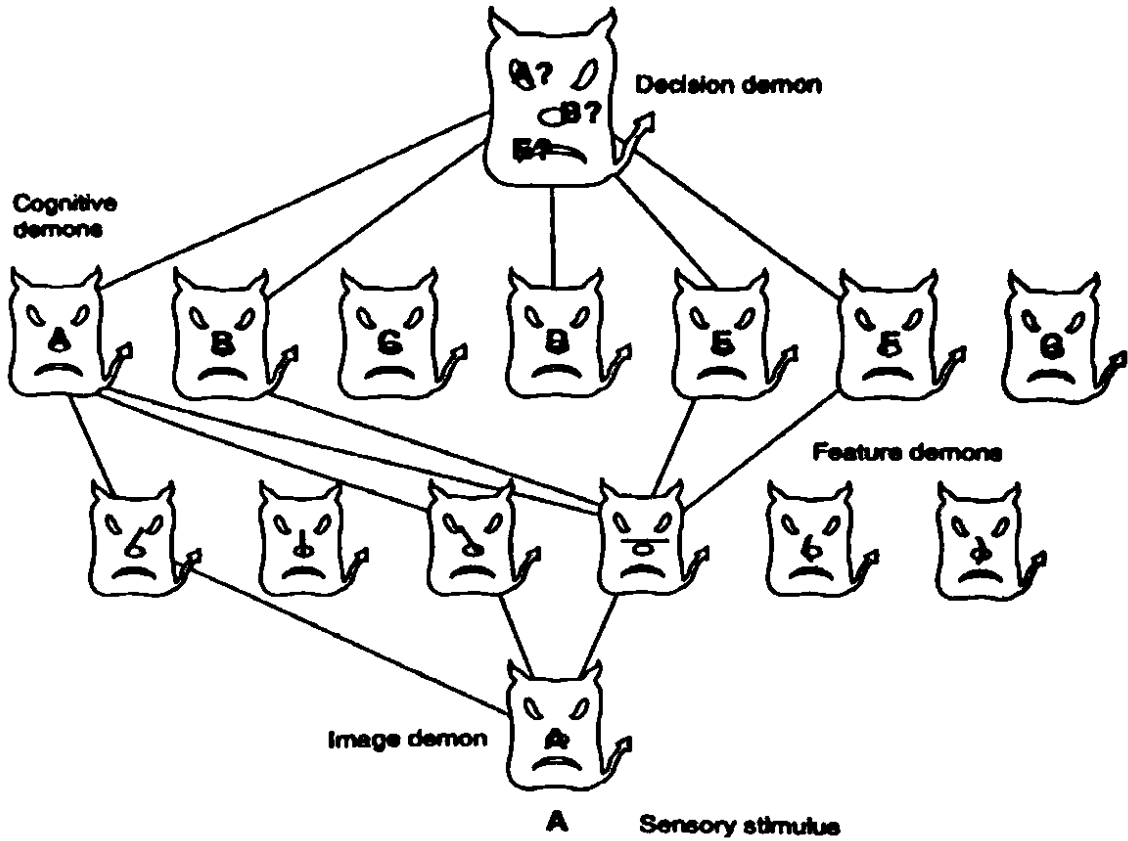 A?
Decision demon
B?
E?
Cognitive
demons
A B C D E F G
Feature demons
Image demon
A
A
Sensory stimulus